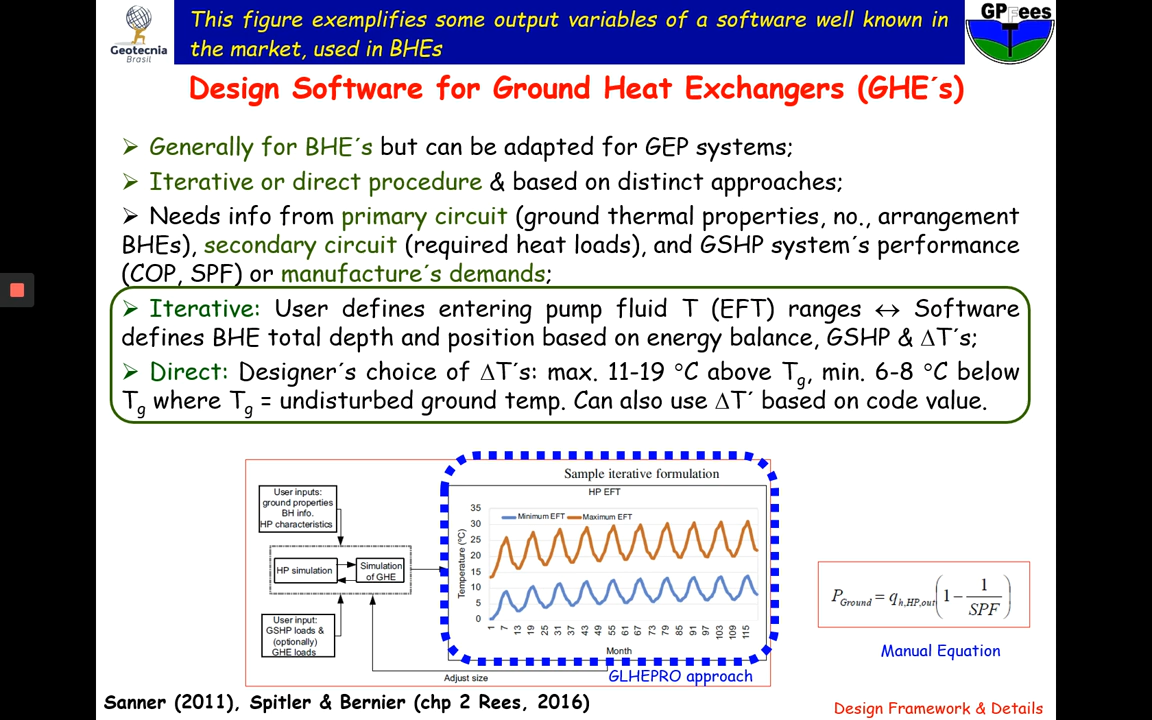 This figure exemplifies some output variables of a software well known in
the market, used in BHEs
Geotecnia
Brasil
GPFees
Design Software for Ground Heat Exchangers (GHE´s)
➢ Generally for BHE´s but can be adapted for GEP systems;
➢ Iterative or direct procedure & based on distinct approaches;
➢ Needs info from primary circuit (ground thermal properties, no., arrangement
BHEs), secondary circuit (required heat loads), and GSHP system´s performance
(COP, SPF) or manufacture´s demands;
➢ Iterative: User defines entering pump fluid T (EFT) ranges ↔ Software
defines BHE total depth and position based on energy balance, GSHP & ΔT´s;
➢ Direct: Designer´s choice of ΔT´s: max. 11-19 °C above Tg, min. 6-8 °C below
Tg where Tg = undisturbed ground temp. Can also use ΔT´ based on code value.
User inputs:
ground properties
BH info.
HP characteristics
HP simulation
Simulation
of GHE
User input:
GSHP loads &
(optionally)
GHE loads
Adjust size
Sample iterative formulation
HP EFT
Minimum EFT
Maximum EFT
Temperature (°C)
35
30
25
20
15
10
5
0
1 7 13 19 25 31 37 43 49 55 61 67 73 79 85 91 97 103 109 115
Month
GLHEPRO approach
P_Ground = q_h,HP,out (1 − 1/SPF)
Manual Equation
Sanner (2011), Spitler & Bernier (chp 2 Rees, 2016)
Design Framework & Details